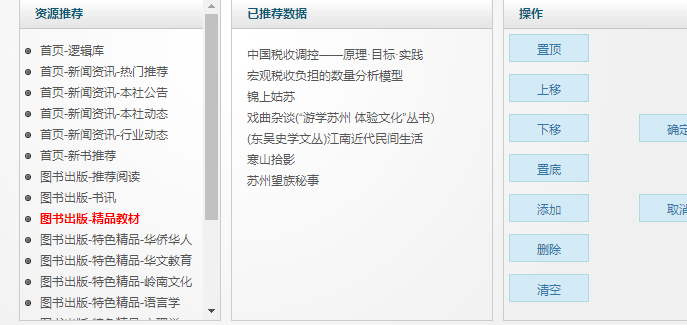 资源推荐
首页-逻辑库
首页-新闻资讯-热门推荐
首页-新闻资讯-本社公告
首页-新闻资讯-本社动态
首页-新闻资讯-行业动态
首页-新书推荐
图书出版-推荐阅读
图书出版-书讯
图书出版-精品教材
图书出版-特色精品-华侨华人
图书出版-特色精品-华文教育
图书出版-特色精品-岭南文化
图书出版-特色精品-语言学
已推荐数据
中国税收调控——原理·目标·实践
宏观税收负担的数量分析模型
锦上姑苏
戏曲杂谈(“游学苏州 体验文化”丛书)
(东吴史学文丛)江南近代民间生活
寒山拾影
苏州望族秘事
操作
置顶
上移
下移
确定
置底
添加
取消
删除
清空